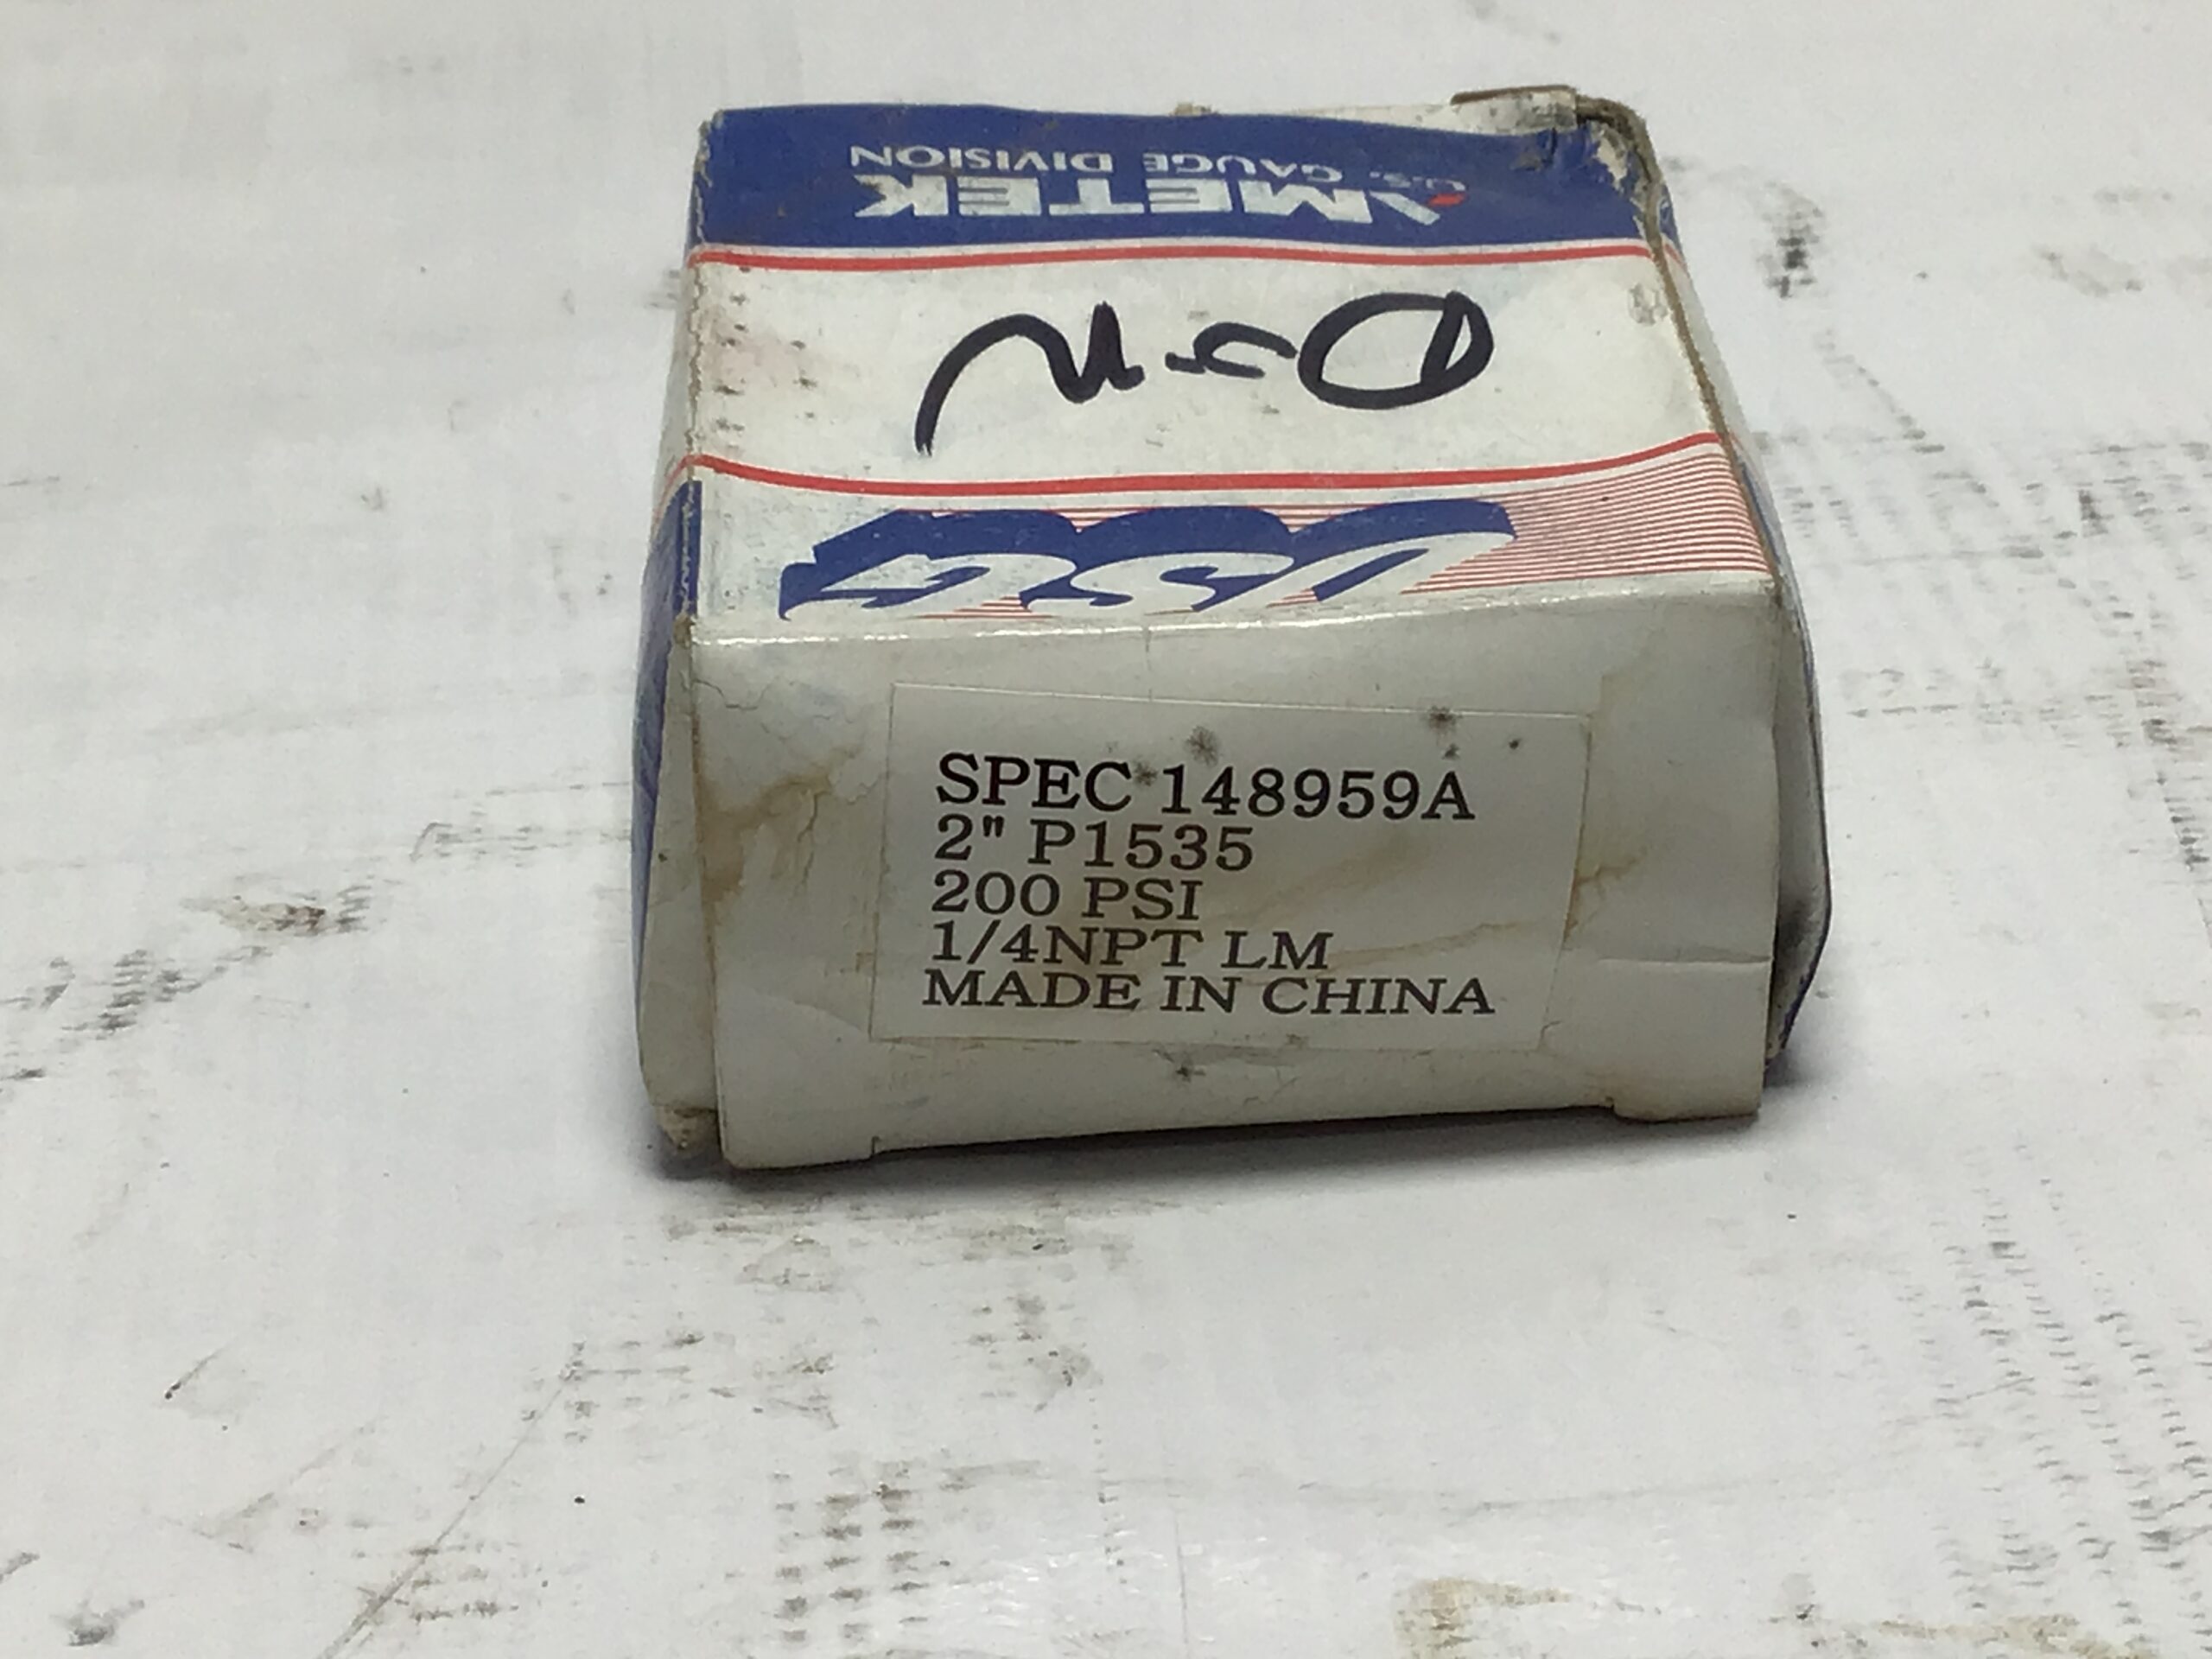 AMETEK
U.S. GAUGE DIVISION
USG
SPEC 148959A
2" P1535
200 PSI
1/4NPT LM
MADE IN CHINA